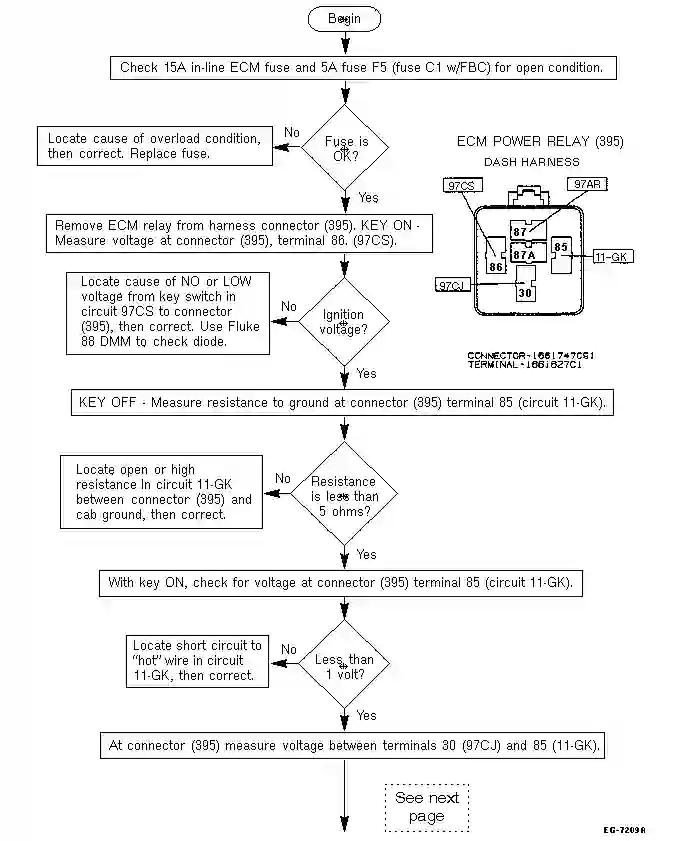 Begin
Check 15A in-line ECM fuse and 5A fuse F5 (fuse C1 w/FBC) for open condition.
Locate cause of overload condition,
then correct. Replace fuse.
No
Fuse is
OK?
Yes
ECM POWER RELAY (395)
DASH HARNESS
97CS
97AR
87
87A
85
86
30
11-GK
97CJ
CONNECTOR-1661747C91
TERMINAL-1661627C1
Remove ECM relay from harness connector (395). KEY ON -
Measure voltage at connector (395), terminal 86. (97CS).
Locate cause of NO or LOW
voltage from key switch in
circuit 97CS to connector
(395), then correct. Use Fluke
88 DMM to check diode.
No
Ignition
voltage?
Yes
KEY OFF - Measure resistance to ground at connector (395) terminal 85 (circuit 11-GK).
Locate open or high
resistance In circuit 11-GK
between connector (395) and
cab ground, then correct.
No
Resistance
is less than
5 ohms?
Yes
With key ON, check for voltage at connector (395) terminal 85 (circuit 11-GK).
Locate short circuit to
"hot" wire in circuit
11-GK, then correct.
No
Less than
1 volt?
Yes
At connector (395) measure voltage between terminals 30 (97CJ) and 85 (11-GK).
See next
page
EG-7209A